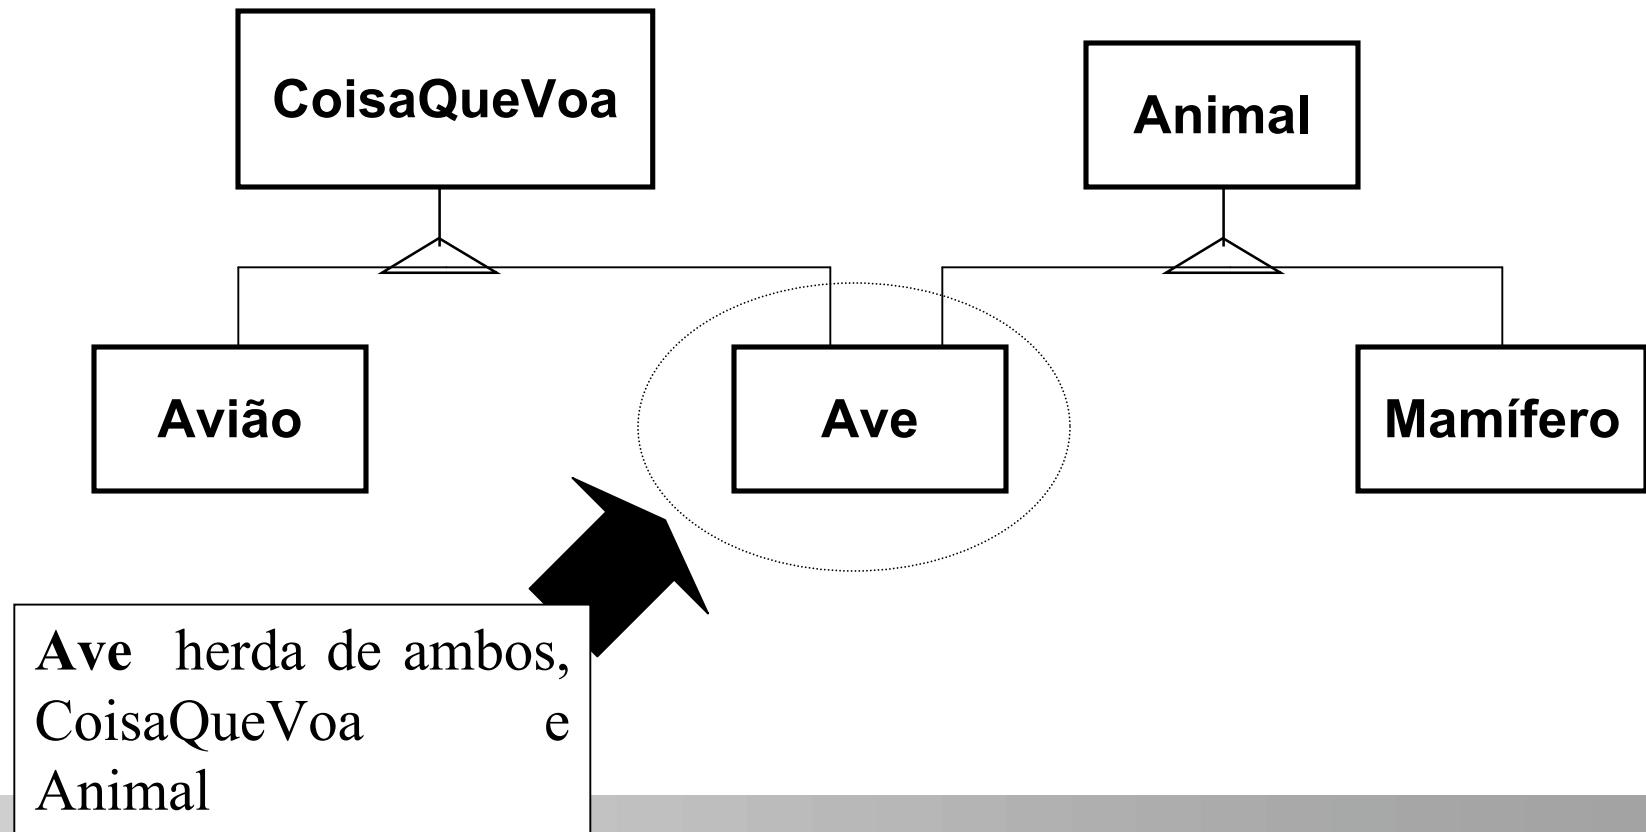 CoisaQueVoa
Animal
Avião
Ave
Mamífero
Ave herda de ambos,
CoisaQueVoa e
Animal